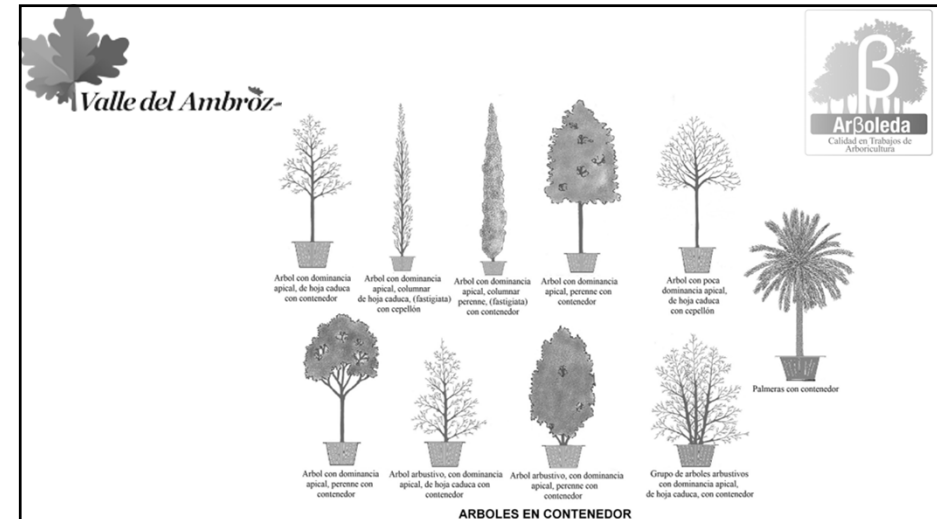 Valle del Ambroz
β
Arβoleda
Calidad en Trabajos de
Arboricultura
Arbol con dominancia
apical, de hoja caduca
con contenedor
Arbol con dominancia
apical, columnar
de hoja caduca, (fastigiata)
con cepellón
Arbol con dominancia
apical, columnar
perenne, (fastigiata)
con contenedor
Arbol con dominancia
apical, perenne con
contenedor
Arbol con poca
dominancia apical,
de hoja caduca
con cepellón
Palmeras con contenedor
Arbol con dominancia
apical, perenne con
contenedor
Arbol arbustivo, con dominancia
apical, de hoja caduca con
contenedor
Arbol arbustivo, con dominancia
apical, perenne con
contenedor
Grupo de arboles arbustivos
con dominancia apical,
de hoja caduca, con contenedor
ARBOLES EN CONTENEDOR